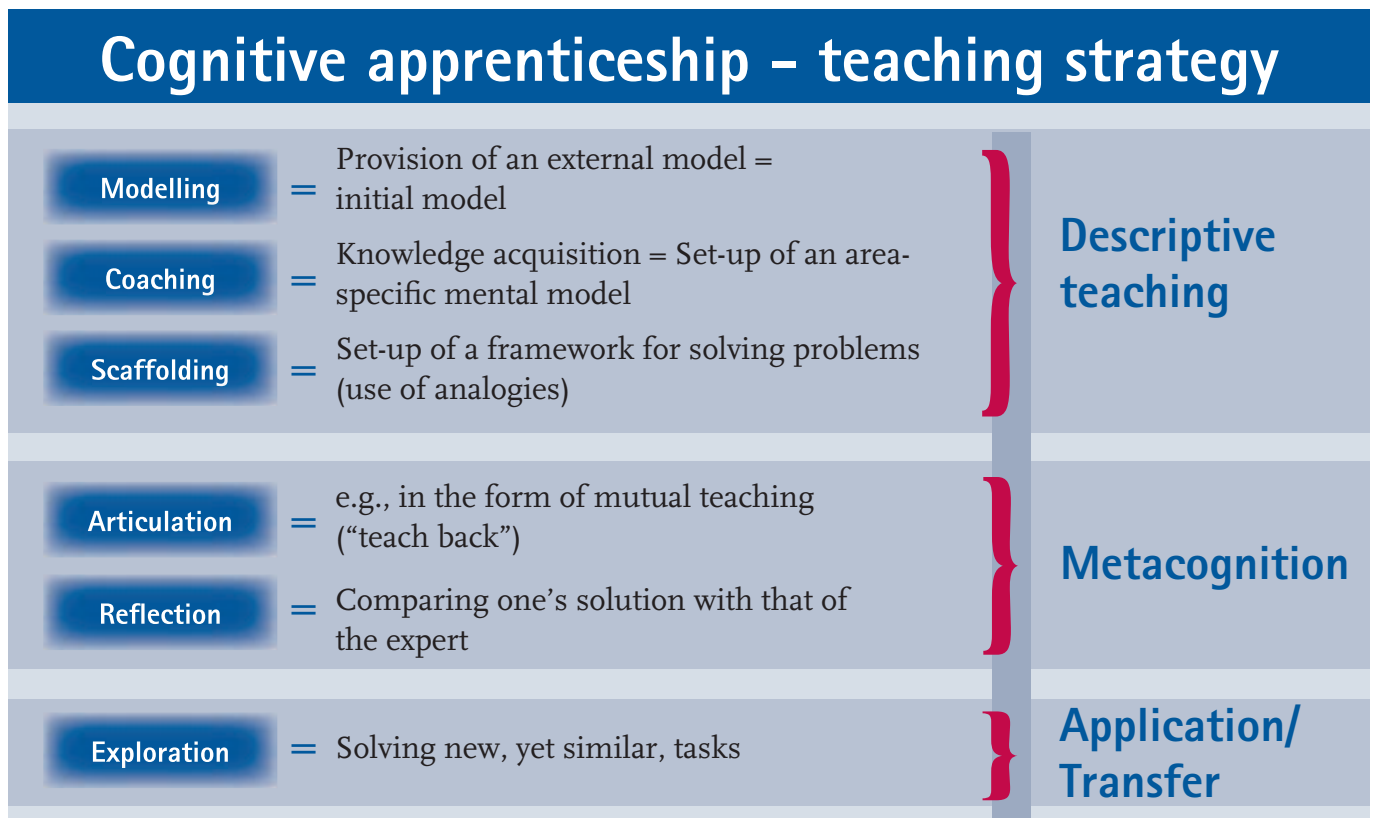 Cognitive apprenticeship – teaching strategy
Modelling = Provision of an external model =
initial model
Coaching = Knowledge acquisition = Set-up of an area-
specific mental model
Scaffolding = Set-up of a framework for solving problems
(use of analogies)
Descriptive
teaching
Articulation = e.g., in the form of mutual teaching
(“teach back”)
Reflection = Comparing one’s solution with that of
the expert
Metacognition
Exploration = Solving new, yet similar, tasks
Application/
Transfer